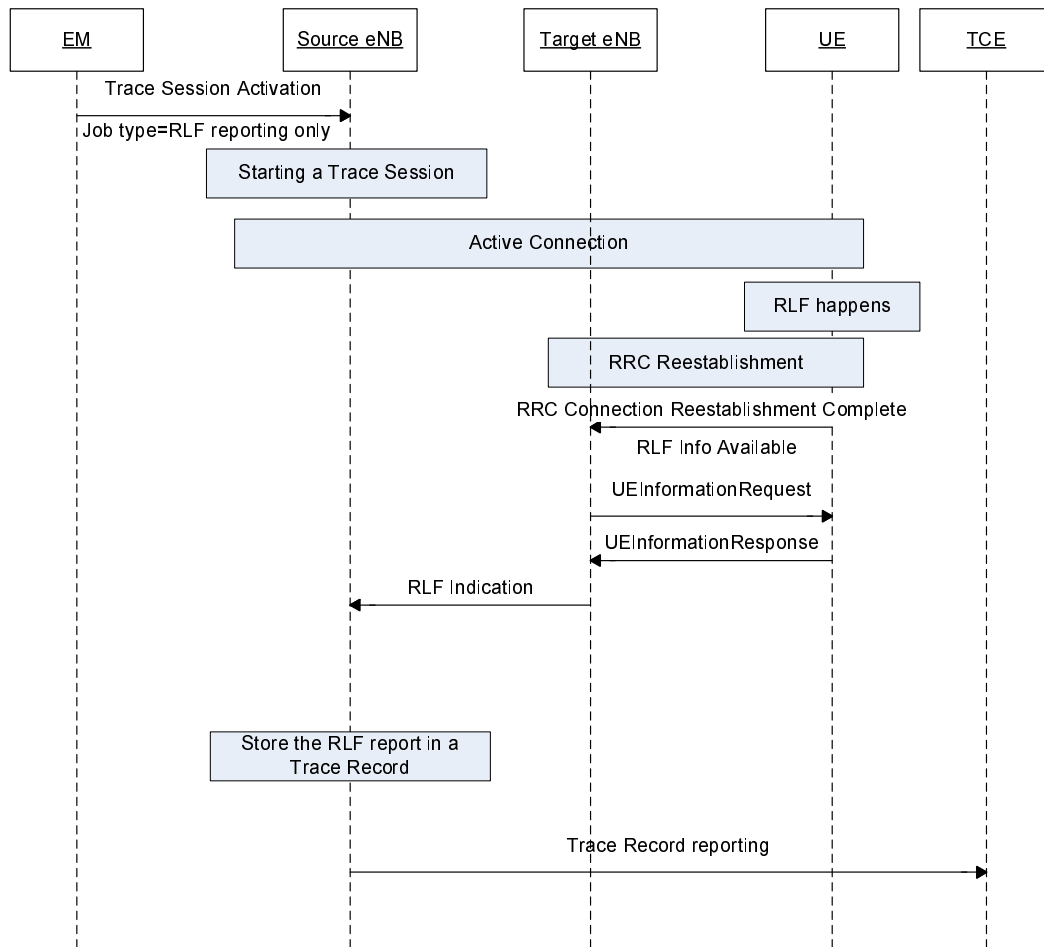 EM
Source eNB
Target eNB
UE
TCE
Trace Session Activation
Job type=RLF reporting only
Starting a Trace Session
Active Connection
RLF happens
RRC Reestablishment
RRC Connection Reestablishment Complete
RLF Info Available
UEInformationRequest
UEInformationResponse
RLF Indication
Store the RLF report in a
Trace Record
Trace Record reporting